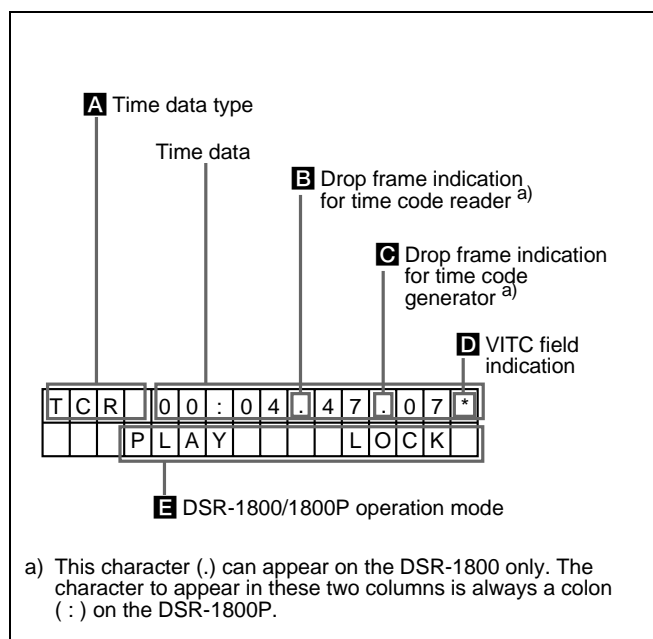 A Time data type
Time data
B Drop frame indication
for time code reader a)
C Drop frame indication
for time code
generator a)
D VITC field
indication
TCR 00:04.47.07*
PLAY LOCK
E DSR-1800/1800P operation mode
a) This character (.) can appear on the DSR-1800 only. The
character to appear in these two columns is always a colon
( : ) on the DSR-1800P.